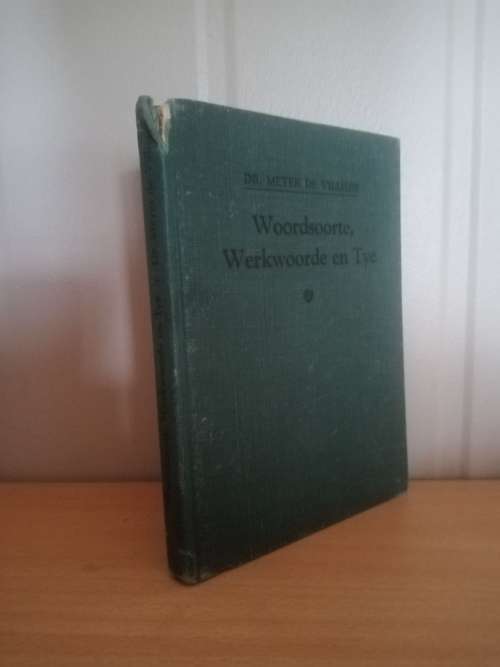 DR. MEYER DE VILLIERS
Woordsoorte,
Werkwoorde en Tye